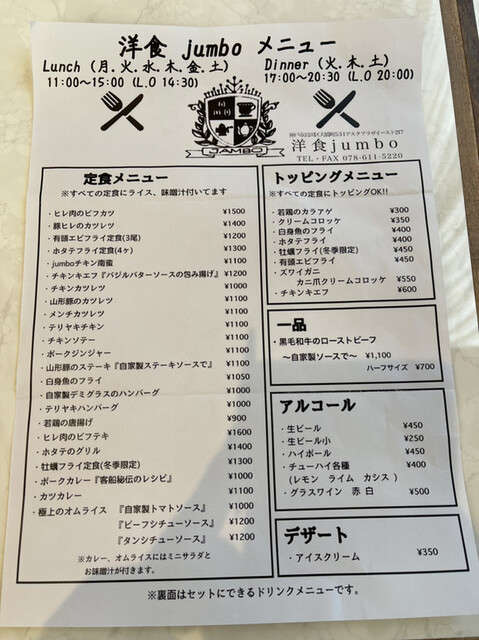 洋食 jumbo メニュー
Lunch (月.火.水.木.金.土)
11:00～15:00 (L.O 14:30)
Dinner (火.木.土)
17:00～20:30 (L.O 20:00)
JAMBO
洋食jumbo
TEL・FAX 078-611-5220
定食メニュー
※すべての定食にライス、味噌汁付いてます
・ヒレ肉のビフカツ ¥1500
・豚ヒレのカツレツ ¥1400
・有頭エビフライ定食(3尾) ¥1200
・ホタテフライ定食(4ヶ) ¥1300
・jumboチキン南蛮 ¥1100
・チキンキエフ『バジルバターソースの包み揚げ』 ¥1200
・チキンカツレツ ¥1000
・山形豚のカツレツ ¥1100
・メンチカツレツ ¥1100
・テリヤキチキン ¥1100
・チキンソテー ¥1100
・ポークジンジャー ¥1100
・山形豚のステーキ『自家製ステーキソースで』 ¥1100
・白身魚のフライ ¥1050
・自家製デミグラスのハンバーグ ¥1000
・テリヤキハンバーグ ¥1000
・若鶏の唐揚げ ¥900
・ヒレ肉のビフテキ ¥1600
・ホタテのグリル ¥1400
・牡蠣フライ定食(冬季限定) ¥1300
・ポークカレー『客船秘伝のレシピ』 ¥1000
・カツカレー ¥1100
・極上のオムライス 『自家製トマトソース』 ¥1000
『ビーフシチューソース』 ¥1200
『タンシチューソース』 ¥1200
※カレー、オムライスにはミニサラダと
お味噌汁が付きます。
トッピングメニュー
※すべての定食にトッピングOK!!
・若鶏のカラアゲ ¥300
・クリームコロッケ ¥350
・白身魚のフライ ¥400
・ホタテフライ ¥400
・牡蠣フライ(冬季限定) ¥450
・有頭エビフライ ¥450
・ズワイガニ
カニ爪クリームコロッケ ¥550
・チキンキエフ ¥600
一品
・黒毛和牛のローストビーフ
～自家製ソースで～ ¥1,100
ハーフサイズ ¥700
アルコール
・生ビール ¥450
・生ビール小 ¥250
・ハイボール ¥450
・チューハイ各種 ¥400
(レモン ライム カシス)
・グラスワイン 赤 白 ¥500
デザート
・アイスクリーム ¥350
※裏面はセットにできるドリンクメニューです。